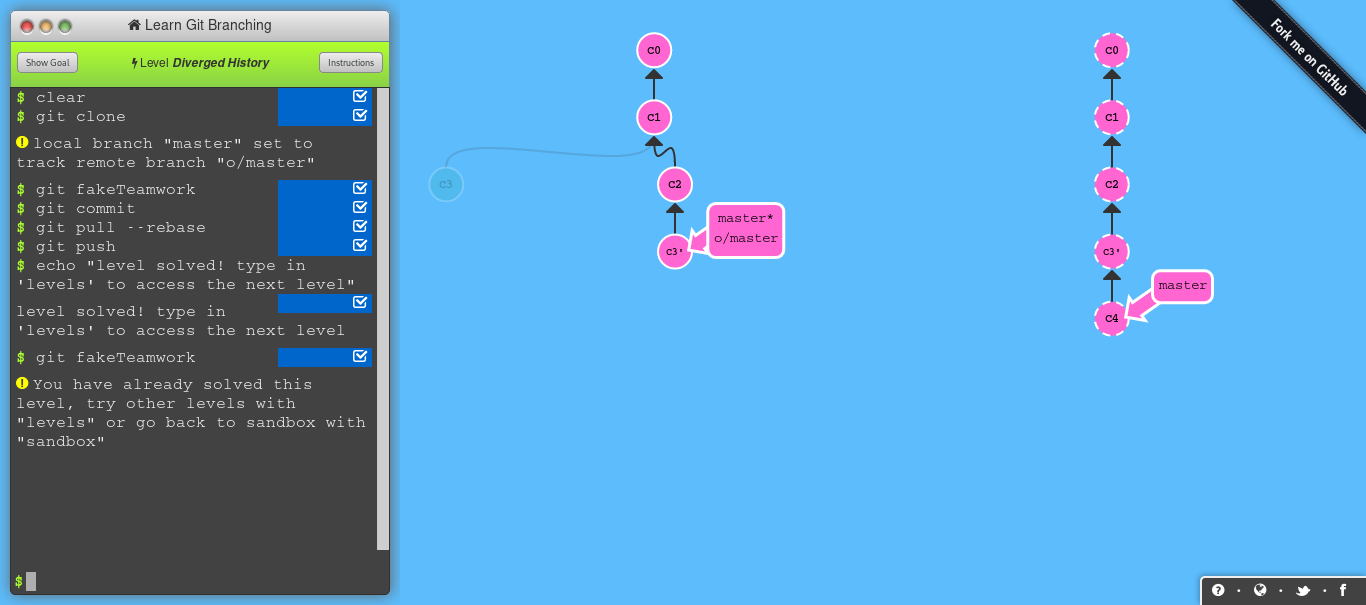 Learn Git Branching
Show Goal
Level Diverged History
Instructions
$ clear
$ git clone
local branch "master" set to
track remote branch "o/master"
$ git fakeTeamwork
$ git commit
$ git pull --rebase
$ git push
$ echo "level solved! type in
'levels' to access the next level"
level solved! type in
'levels' to access the next level
$ git fakeTeamwork
You have already solved this
level, try other levels with
"levels" or go back to sandbox with
"sandbox"
$
C0
C1
C3
C2
C3'
master*
o/master
C0
C1
C2
C3'
C4
master
Fork me on GitHub